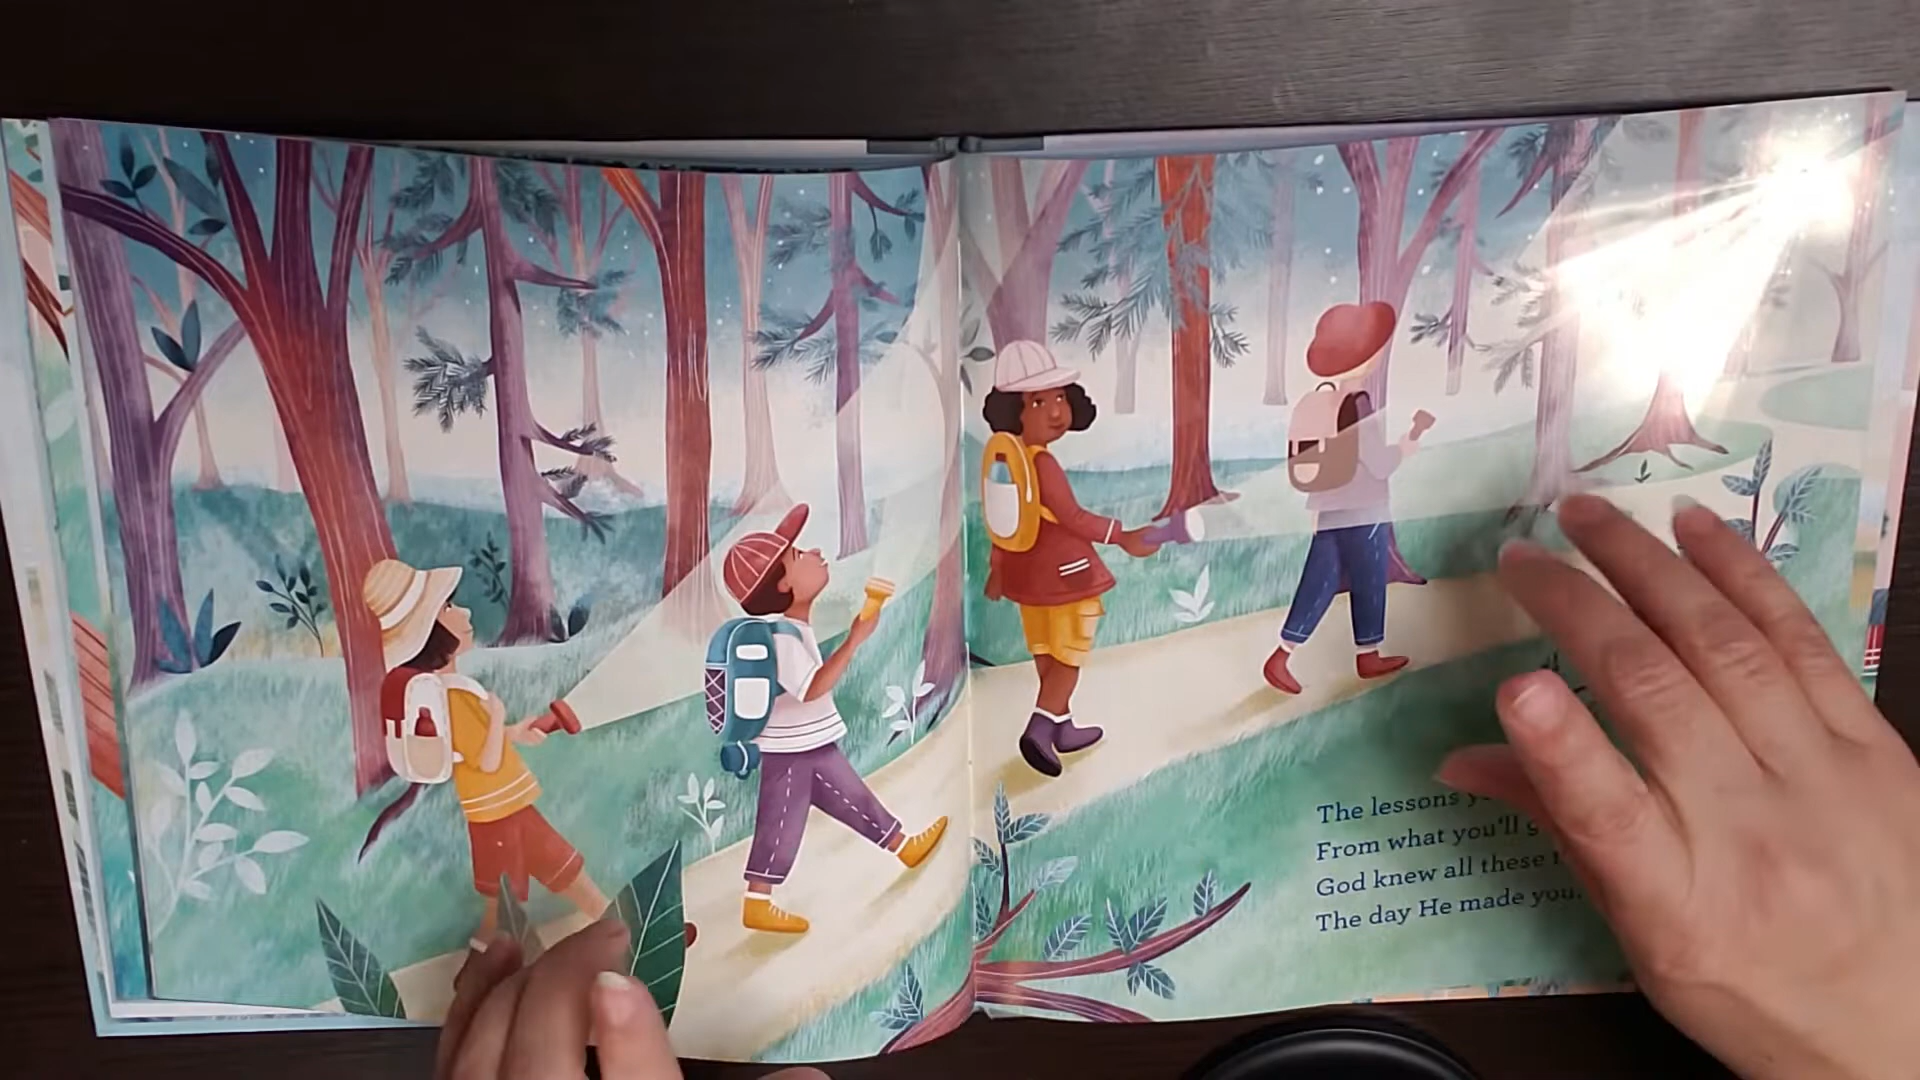 The lessons
From what you'll
God knew all these
The day He made you.